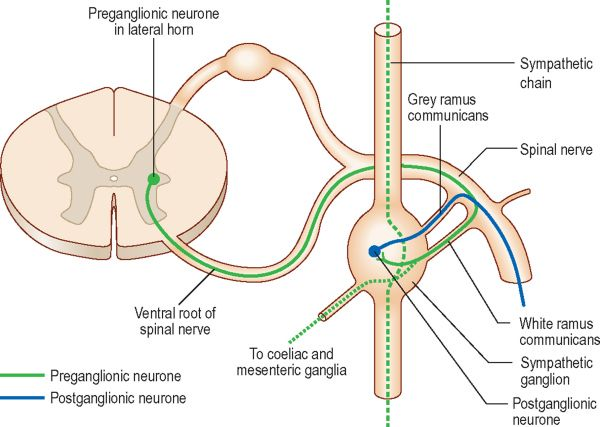 Preganglionic neurone
in lateral horn
Sympathetic
chain
Grey ramus
communicans
Spinal nerve
Ventral root of
spinal nerve
White ramus
communicans
To coeliac and
mesenteric ganglia
Sympathetic
ganglion
Preganglionic neurone
Postganglionic neurone
Postganglionic
neurone